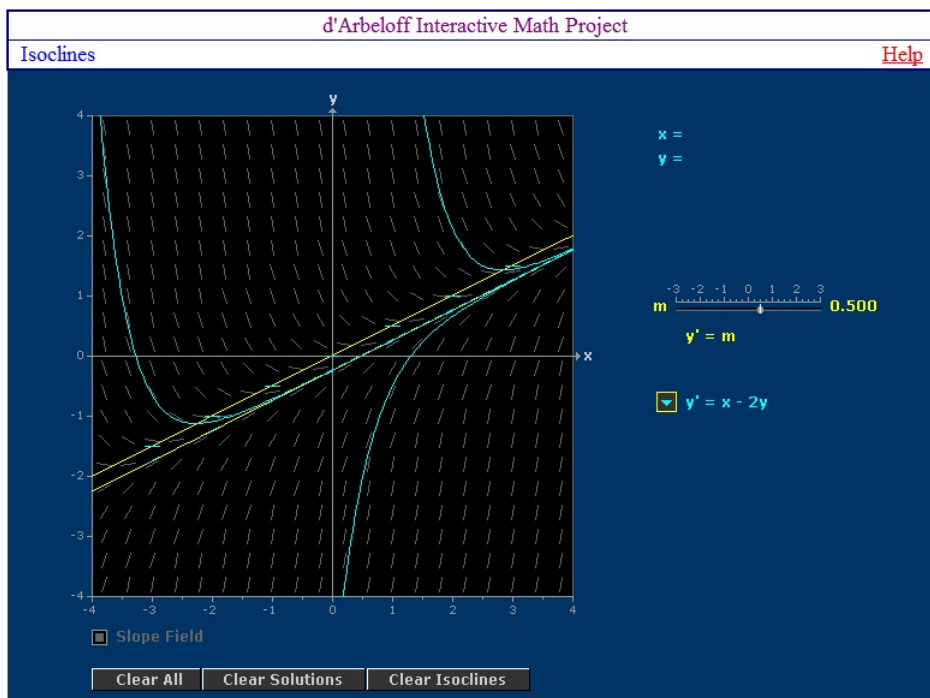 d'Arbeloff Interactive Math Project
Isoclines Help
y
4
3
2
1
0
-1
-2
-3
-4
x
-4 -3 -2 -1 0 1 2 3 4
x =
y =
-3 -2 -1 0 1 2 3
m 0.500
y' = m
y' = x - 2y
Slope Field
Clear All Clear Solutions Clear Isoclines